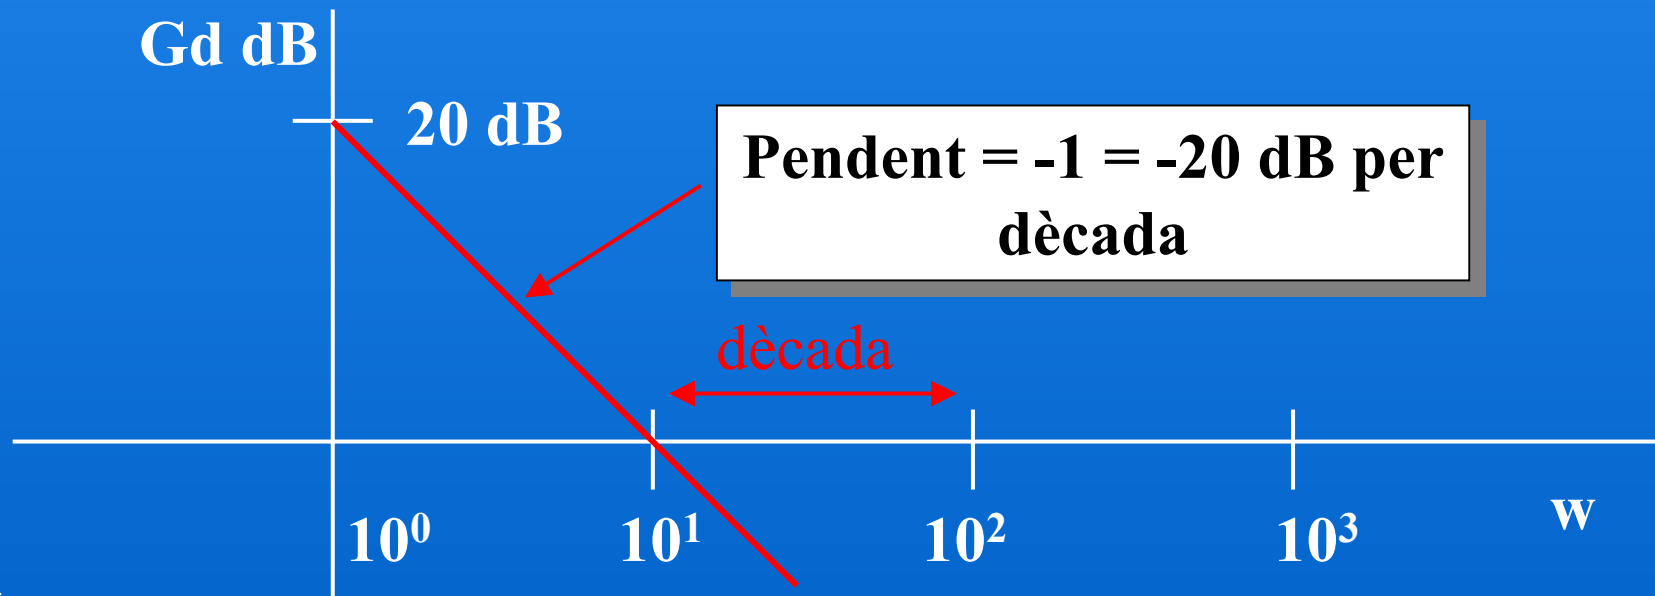 Gd dB
20 dB
Pendent = -1 = -20 dB per
dècada
dècada
10⁰
10¹
10²
10³
w